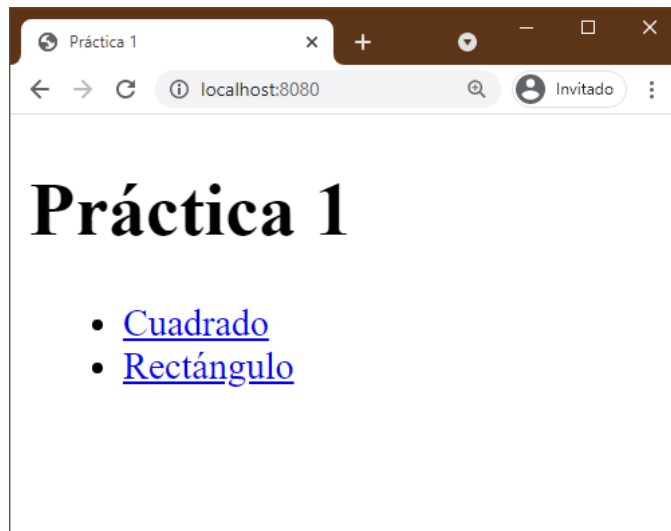 Práctica 1
localhost:8080
Invitado
Práctica 1
Cuadrado
Rectángulo